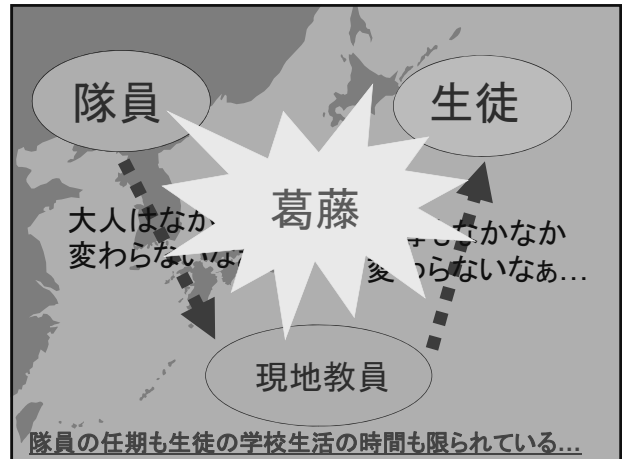 隊員
生徒
葛藤
大人はなか
変わらないな
もなかなか
変わらないなぁ…
現地教員
隊員の任期も生徒の学校生活の時間も限られている…